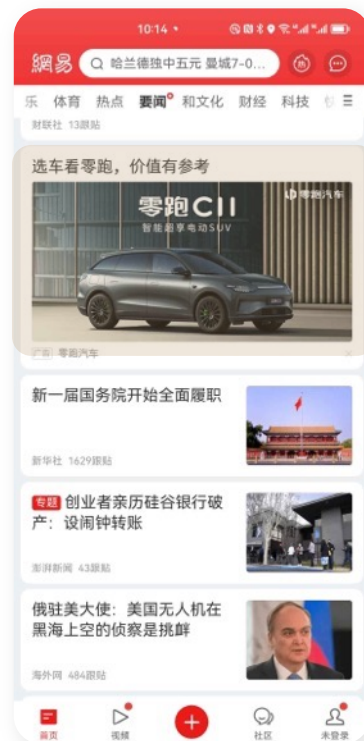 10:14
網易
哈兰德独中五元 曼城7-0...
乐 体育 热点 要闻 和文化 财经 科技
财联社 13跟贴
选车看零跑，价值有参考
零跑汽车
零跑C11
智能超享电动SUV
广告 零跑汽车
新一届国务院开始全面履职
新华社 1629跟贴
专题 创业者亲历硅谷银行破
产：设闹钟转账
澎湃新闻 43跟贴
俄驻美大使：美国无人机在
黑海上空的侦察是挑衅
海外网 484跟贴
首页 视频 社区 未登录